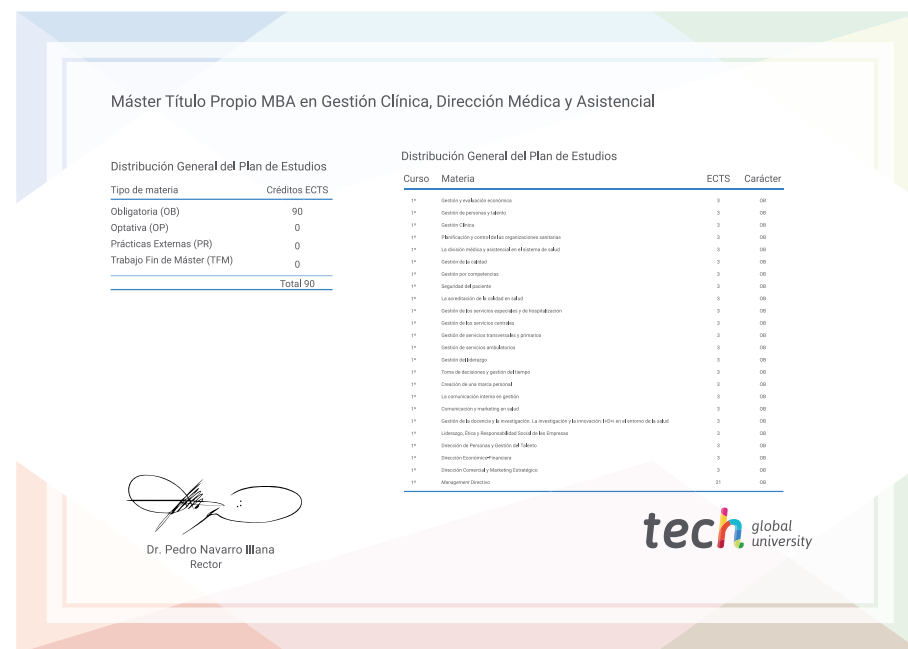 Máster Título Propio MBA en Gestión Clínica, Dirección Médica y Asistencial
Distribución General del Plan de Estudios
Tipo de materia Créditos ECTS
Obligatoria (OB) 90
Optativa (OP) 0
Prácticas Externas (PR) 0
Trabajo Fin de Máster (TFM) 0
Total 90
Distribución General del Plan de Estudios
Curso Materia ECTS Carácter
1º Gestión y evaluación económica 3 OB
1º Gestión de personas y talento 3 OB
1º Gestión Clínica 3 OB
1º Planificación y control de las organizaciones sanitarias 3 OB
1º La división médica y asistencial en el sistema de salud 3 OB
1º Gestión de la calidad 3 OB
1º Gestión por competencias 3 OB
1º Seguridad del paciente 3 OB
1º La acreditación de la calidad en salud 3 OB
1º Gestión de los servicios especiales y de hospitalización 3 OB
1º Gestión de los servicios centrales 3 OB
1º Gestión de servicios transversales y primarios 3 OB
1º Gestión de servicios ambulatorios 3 OB
1º Gestión del liderazgo 3 OB
1º Toma de decisiones y gestión del tiempo 3 OB
1º Creación de una marca personal 3 OB
1º La comunicación interna en gestión 3 OB
1º Comunicación y marketing en salud 3 OB
1º Gestión de la docencia y la investigación. La investigación y la innovación: I+D+I en el entorno de la salud 3 OB
1º Liderazgo, Ética y Responsabilidad Social de las Empresas 3 OB
1º Dirección de Personas y Gestión del Talento 3 OB
1º Dirección Económico-Financiera 3 OB
1º Dirección Comercial y Marketing Estratégico 3 OB
1º Management Directivo 21 OB
Dr. Pedro Navarro Illana
Rector
tech global
university